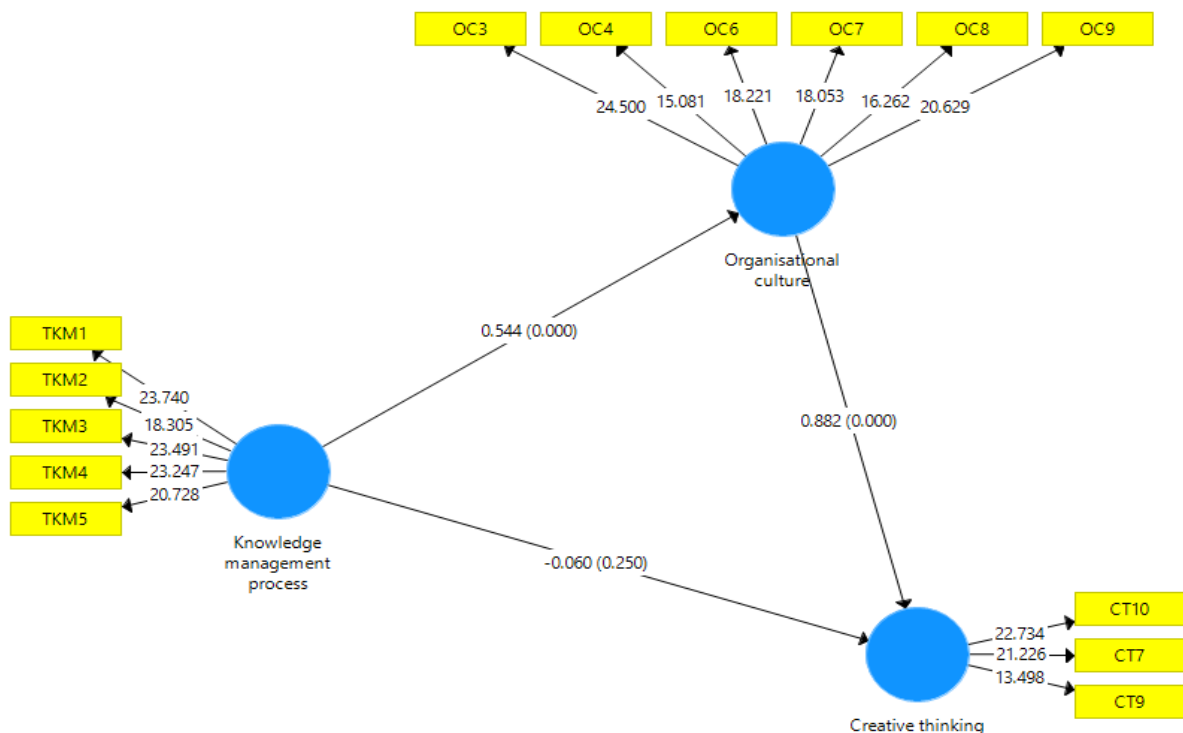 OC3 OC4 OC6 OC7 OC8 OC9
24.500 15.081 18.221 18.053 16.262 20.629
Organisational
culture
TKM1
TKM2
TKM3
TKM4
TKM5
23.740
18.305
23.491
23.247
20.728
0.544 (0.000)
Knowledge
management
process
0.882 (0.000)
-0.060 (0.250)
22.734
21.226
13.498
CT10
CT7
CT9
Creative thinking